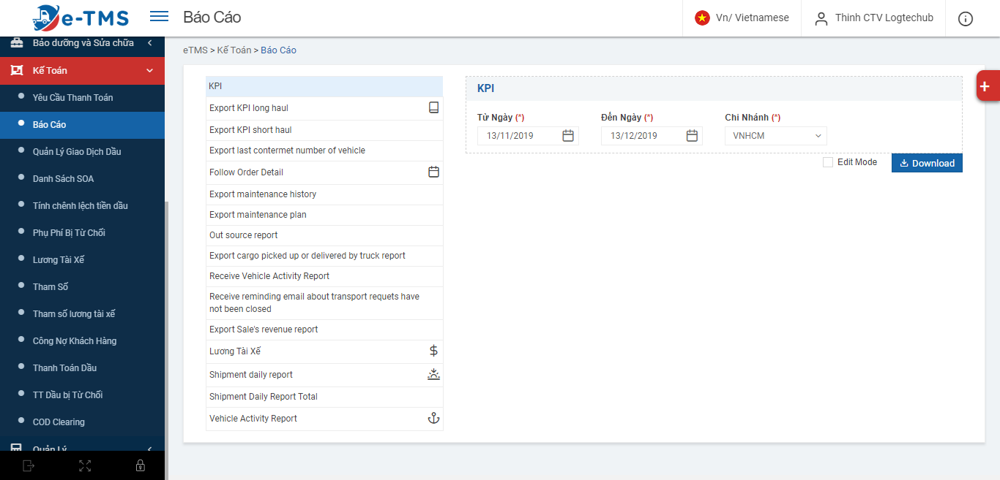 e-TMS
Báo Cáo
Vn/ Vietnamese
Thinh CTV Logtechub
Bảo dưỡng và Sửa chữa
Kế Toán
Yêu Cầu Thanh Toán
Báo Cáo
Quản Lý Giao Dịch Dầu
Danh Sách SOA
Tính chênh lệch tiền dầu
Phụ Phí Bị Từ Chối
Lương Tài Xế
Tham Số
Tham số lương tài xế
Công Nợ Khách Hàng
Thanh Toán Dầu
TT Dầu bị Từ Chối
COD Clearing
Quản Lý
eTMS > Kế Toán > Báo Cáo
KPI
Export KPI long haul
Export KPI short haul
Export last contermet number of vehicle
Follow Order Detail
Export maintenance history
Export maintenance plan
Out source report
Export cargo picked up or delivered by truck report
Receive Vehicle Activity Report
Receive reminding email about transport requets have
not been closed
Export Sale's revenue report
Lương Tài Xế
Shipment daily report
Shipment Daily Report Total
Vehicle Activity Report
KPI
Từ Ngày (*)
Đến Ngày (*)
Chi Nhánh (*)
13/11/2019
13/12/2019
VNHCM
Edit Mode
Download
+